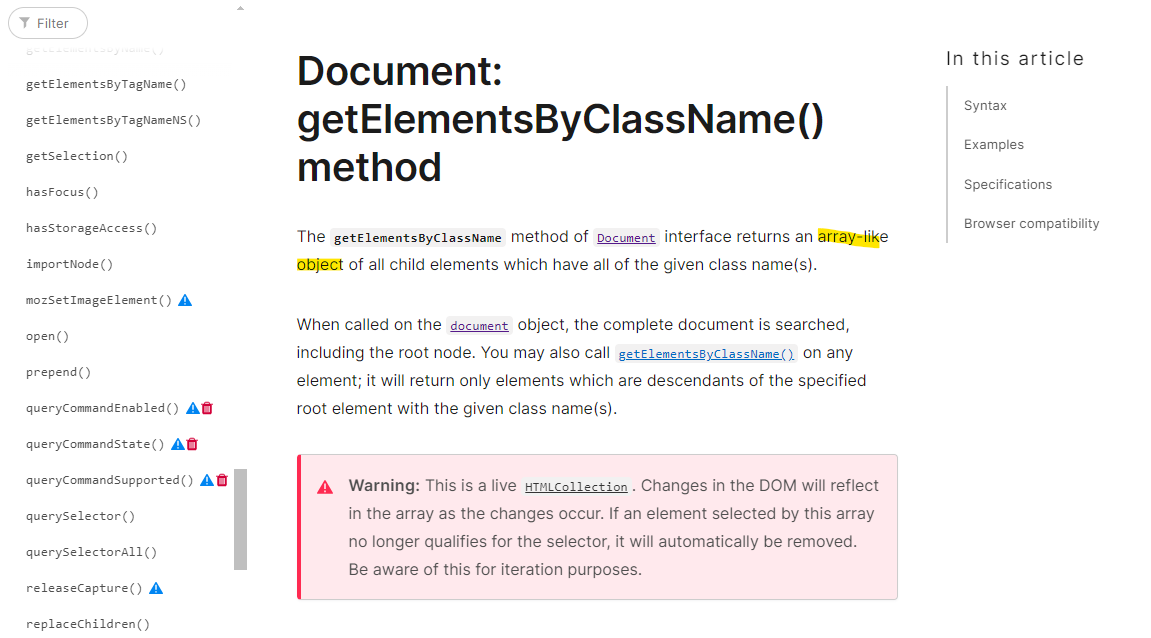 Filter
getElementsByName()
getElementsByTagName()
getElementsByTagNameNS()
getSelection()
hasFocus()
hasStorageAccess()
importNode()
mozSetImageElement()
open()
prepend()
queryCommandEnabled()
queryCommandState()
queryCommandSupported()
querySelector()
querySelectorAll()
releaseCapture()
replaceChildren()
Document:
getElementsByClassName()
method
The getElementsByClassName method of Document interface returns an array-like
object of all child elements which have all of the given class name(s).
When called on the document object, the complete document is searched,
including the root node. You may also call getElementsByClassName() on any
element; it will return only elements which are descendants of the specified
root element with the given class name(s).
Warning: This is a live HTMLCollection. Changes in the DOM will reflect
in the array as the changes occur. If an element selected by this array
no longer qualifies for the selector, it will automatically be removed.
Be aware of this for iteration purposes.
In this article
Syntax
Examples
Specifications
Browser compatibility